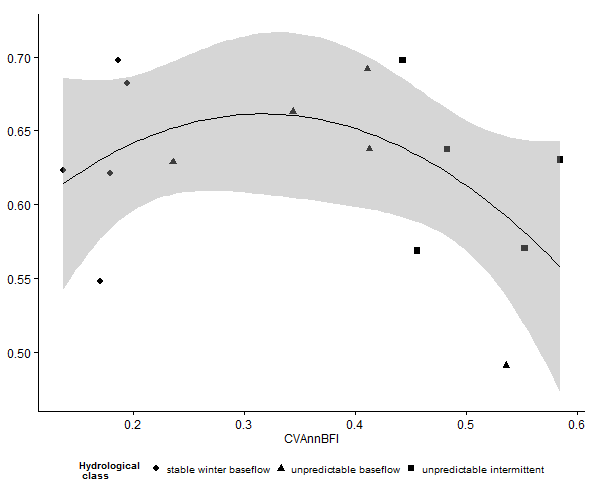 0.70
0.65
0.60
0.55
0.50
0.2 0.3 0.4 0.5 0.6
CVAnnBFI
Hydrological
class
stable winter baseflow unpredictable baseflow unpredictable intermittent